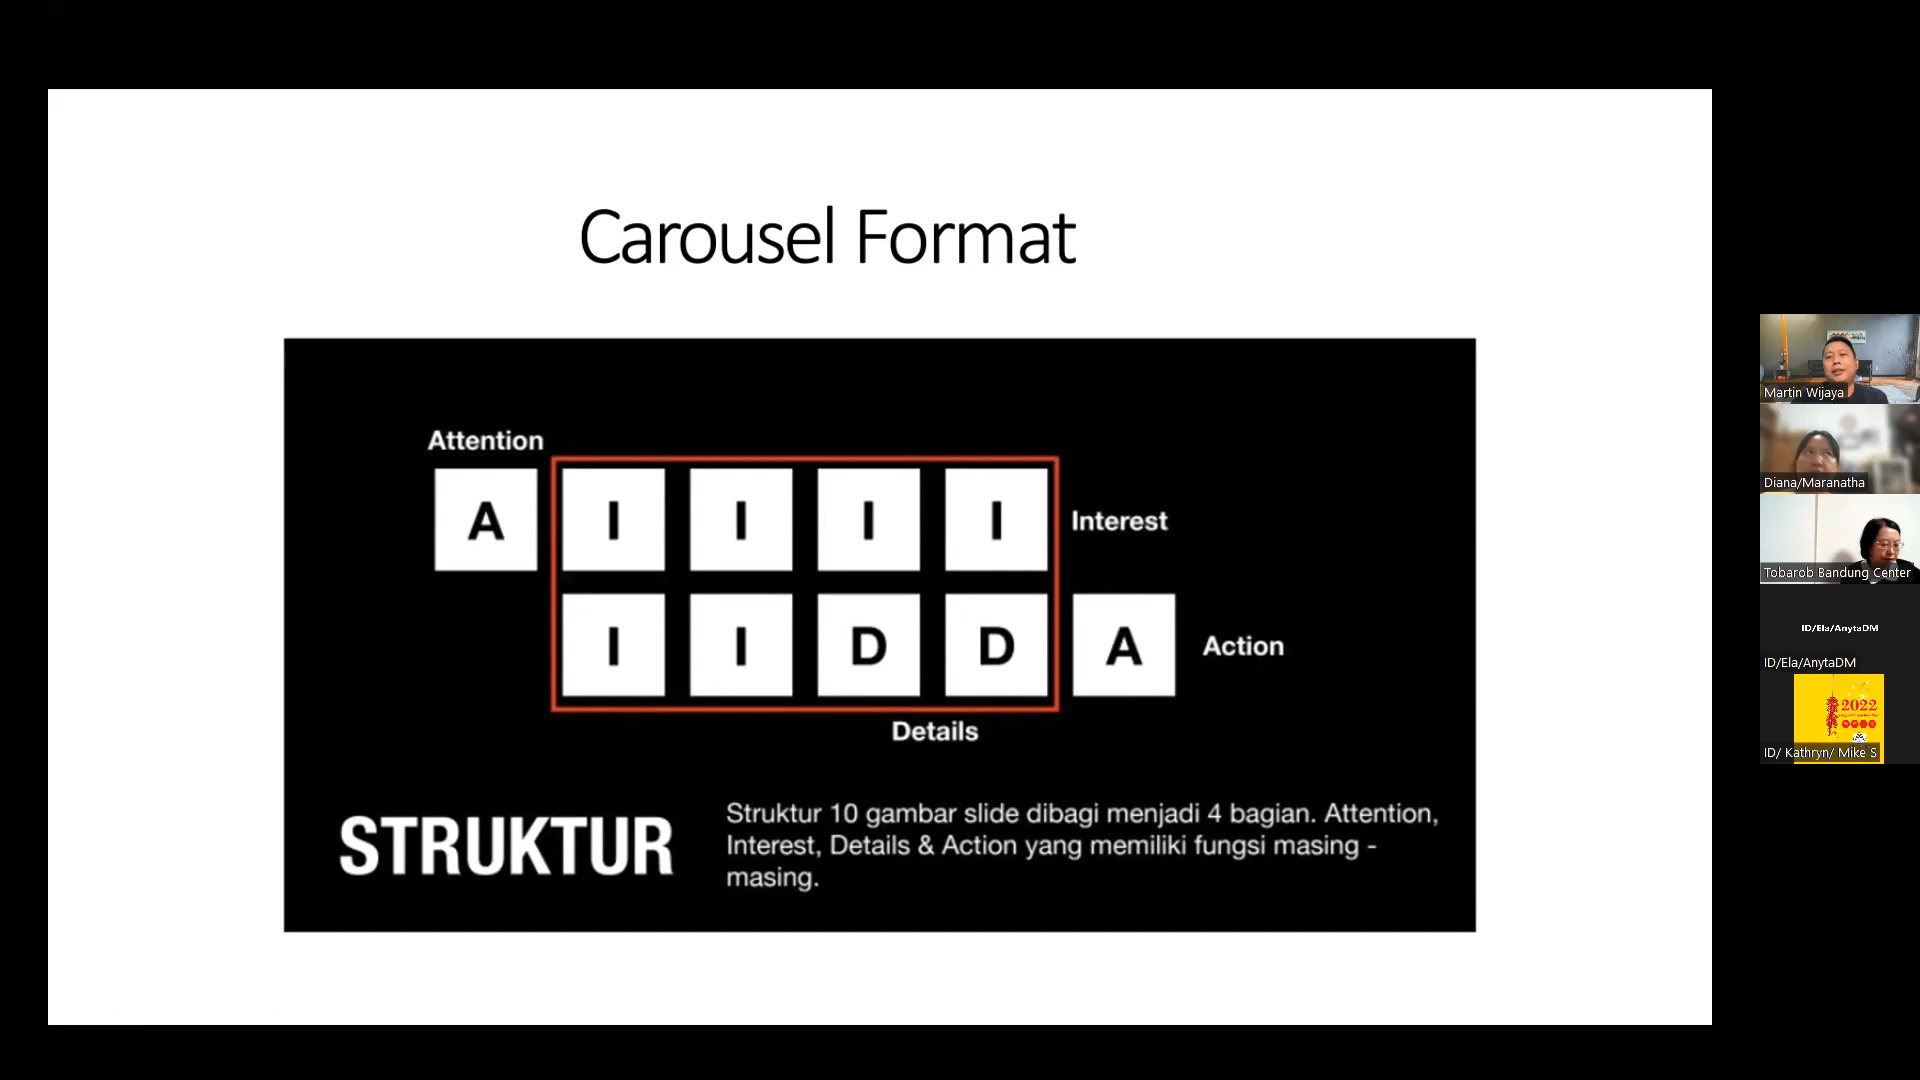 Carousel Format
Attention
A I I I I Interest
I I D D A Action
Details
STRUKTUR
Struktur 10 gambar slide dibagi menjadi 4 bagian. Attention,
Interest, Details & Action yang memiliki fungsi masing -
masing.
Martin Wijaya
Diana/Maranatha
Tobarob Bandung Center
ID/Ela/AnytaDM
ID/Ela/AnytaDM
2022
ID/ Kathryn/ Mike S